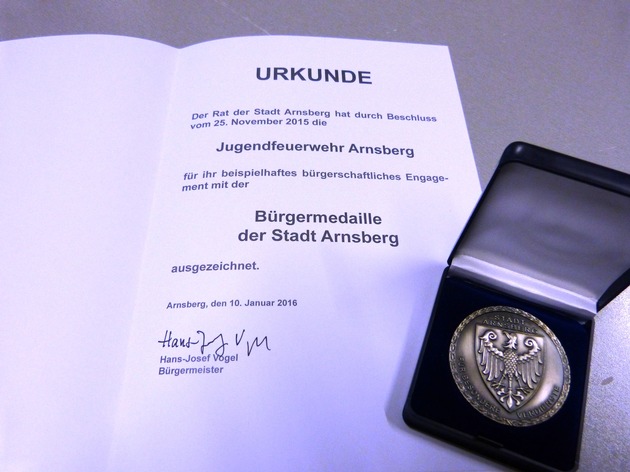 URKUNDE
Der Rat der Stadt Arnsberg hat durch Beschluss
vom 25. November 2015 die
Jugendfeuerwehr Arnsberg
für ihr beispielhaftes bürgerschaftliches Engage-
ment mit der
Bürgermedaille
der Stadt Arnsberg
ausgezeichnet.
Arnsberg, den 10. Januar 2016
Hans-Josef Vogel
Bürgermeister
STADT
ARNSBERG